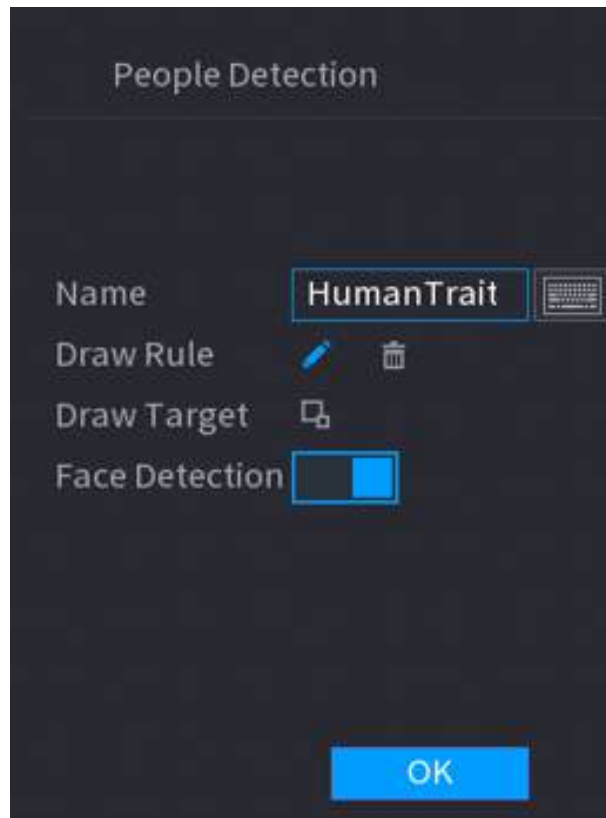 People Detection
Name HumanTrait
Draw Rule
Draw Target
Face Detection
OK